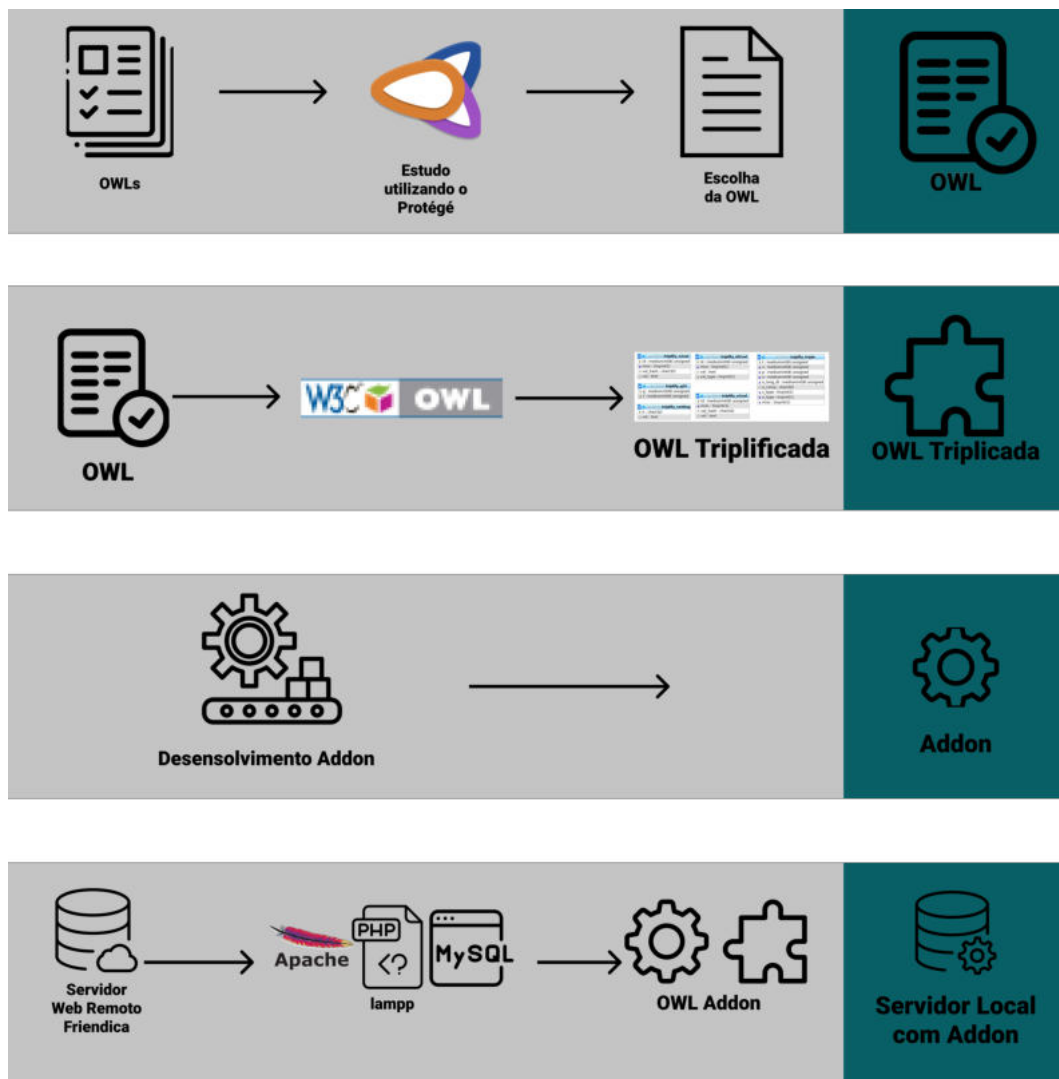 OWLs
Estudo
utilizando o
Protégé
Escolha
da OWL
OWL
OWL
W3C OWL
OWL Triplificada
OWL Triplicada
Desensolvimento Addon
Addon
Servidor
Web Remoto
Friendica
Apache
PHP
<?
MySQL
lampp
OWL Addon
Servidor Local
com Addon